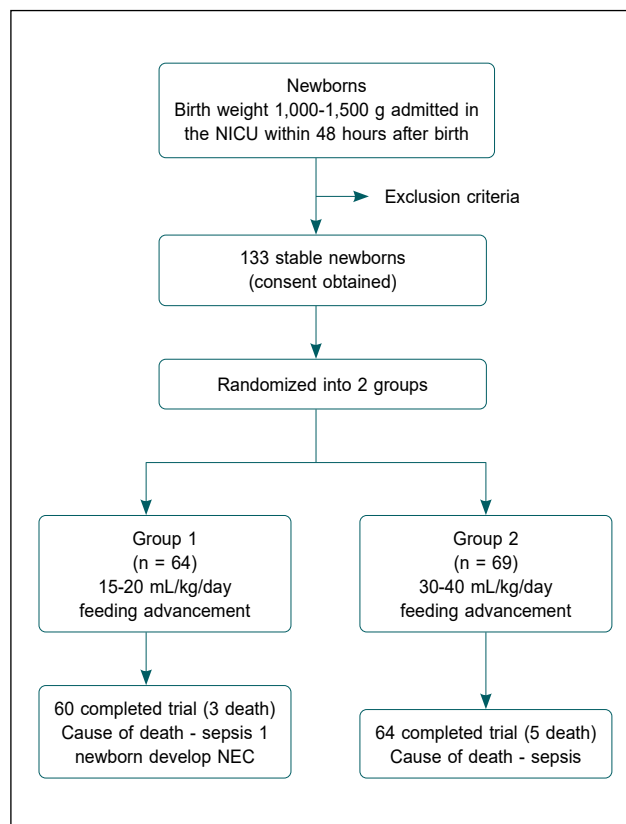 Newborns
Birth weight 1,000-1,500 g admitted in
the NICU within 48 hours after birth
Exclusion criteria
133 stable newborns
(consent obtained)
Randomized into 2 groups
Group 1
(n = 64)
15-20 mL/kg/day
feeding advancement
Group 2
(n = 69)
30-40 mL/kg/day
feeding advancement
60 completed trial (3 death)
Cause of death - sepsis 1
newborn develop NEC
64 completed trial (5 death)
Cause of death - sepsis